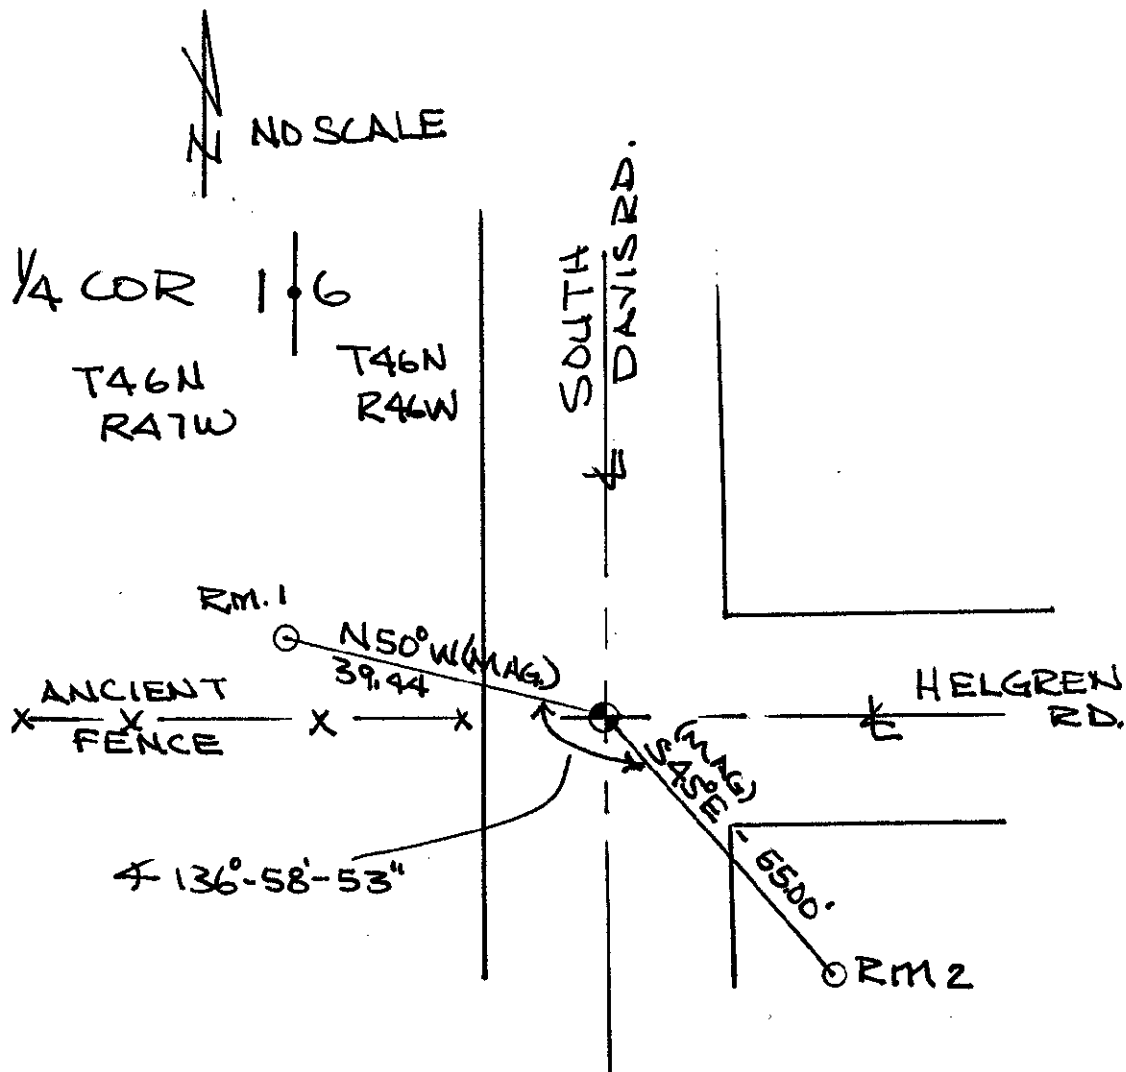 N
NO SCALE
1/4 COR 1 6
T46N
R47W
T46N
R46W
SOUTH
DAVIS RD.
℄
RM. 1
N50°W (MAG.)
39.44
ANCIENT
FENCE
X X X X
HELGREN
RD.
℄
(MAG)
S45°E - 65.00'
∡ 136°-58'-53"
RM 2